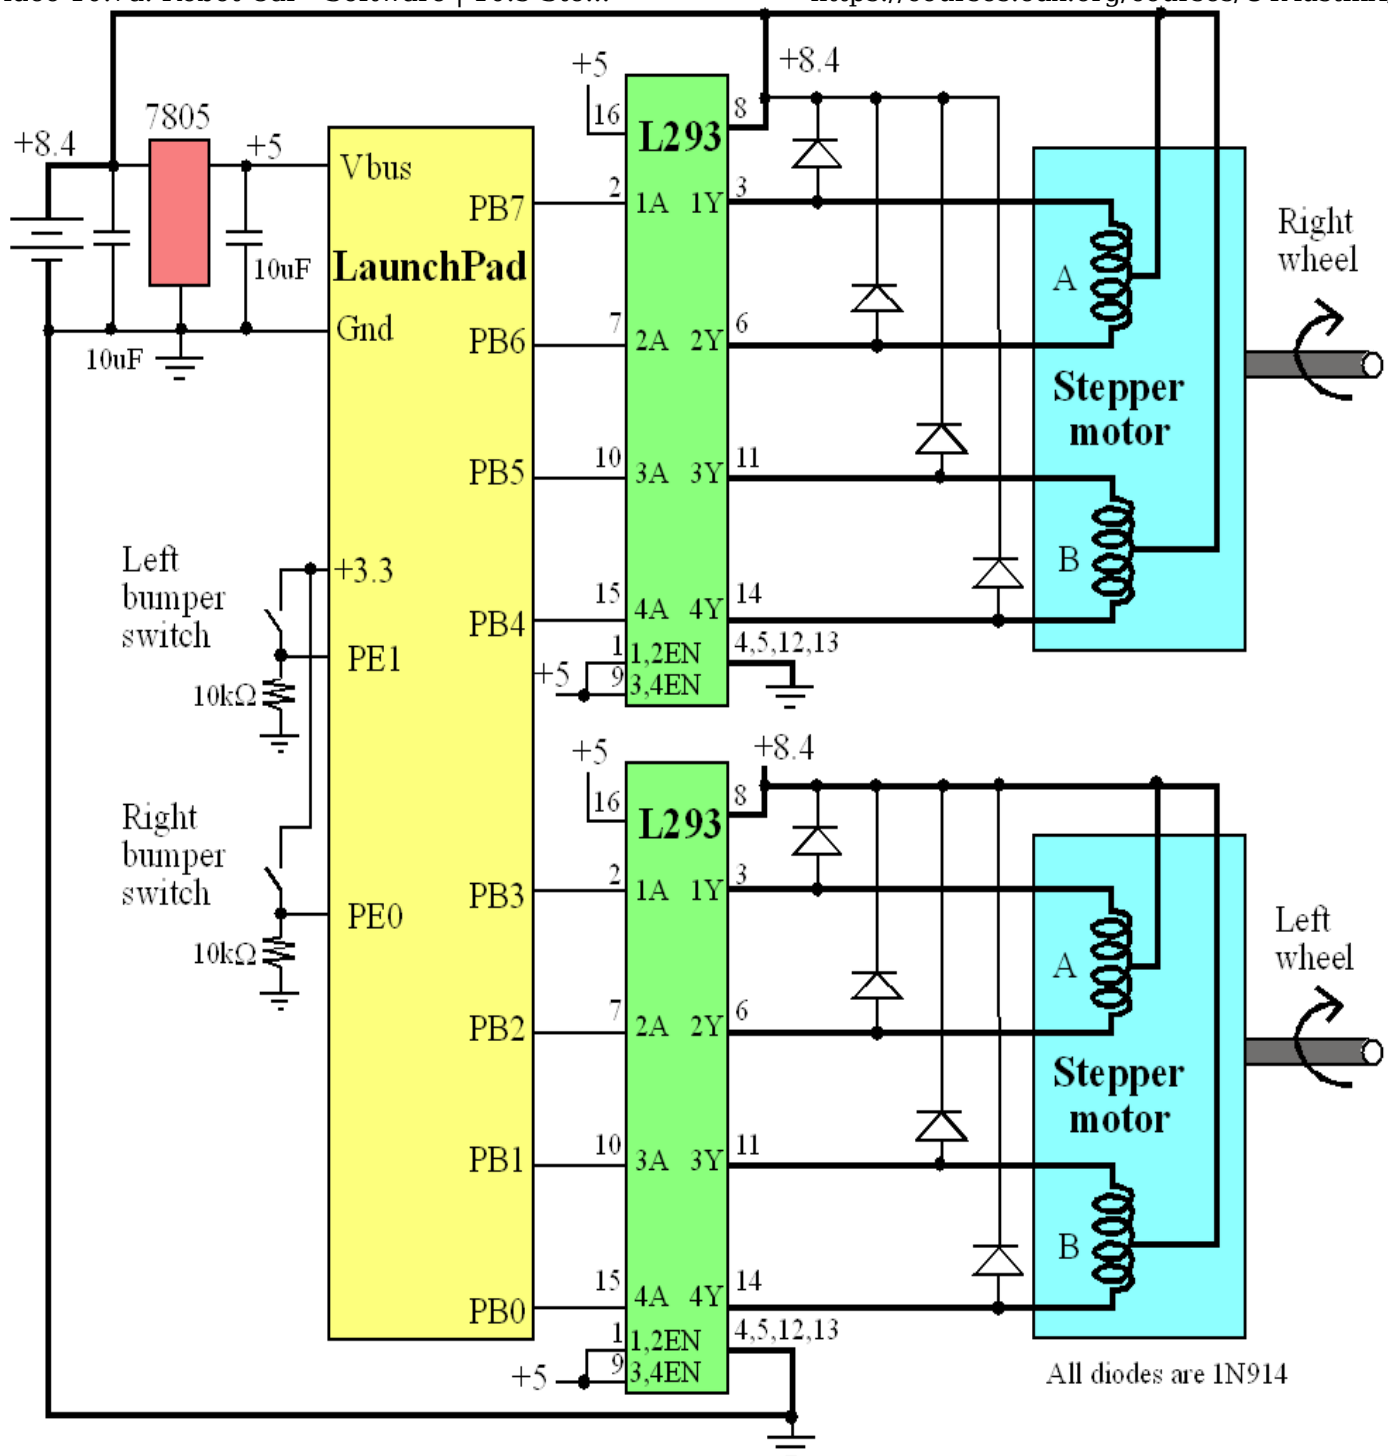 +8.4
7805
+5
10uF
10uF
Vbus
LaunchPad
Gnd
PB7
PB6
PB5
PB4
PB3
PB2
PB1
PB0
+3.3
PE1
PE0
Left
bumper
switch
10kΩ
Right
bumper
switch
10kΩ
+5
16
L293
8
+8.4
2
1A
1Y
3
7
2A
2Y
6
10
3A
3Y
11
15
4A
4Y
14
1
1,2EN
4,5,12,13
+5
9
3,4EN
A
Stepper
motor
B
Right
wheel
+5
16
L293
8
+8.4
2
1A
1Y
3
7
2A
2Y
6
10
3A
3Y
11
15
4A
4Y
14
1
1,2EN
4,5,12,13
+5
9
3,4EN
A
Stepper
motor
B
Left
wheel
All diodes are 1N914